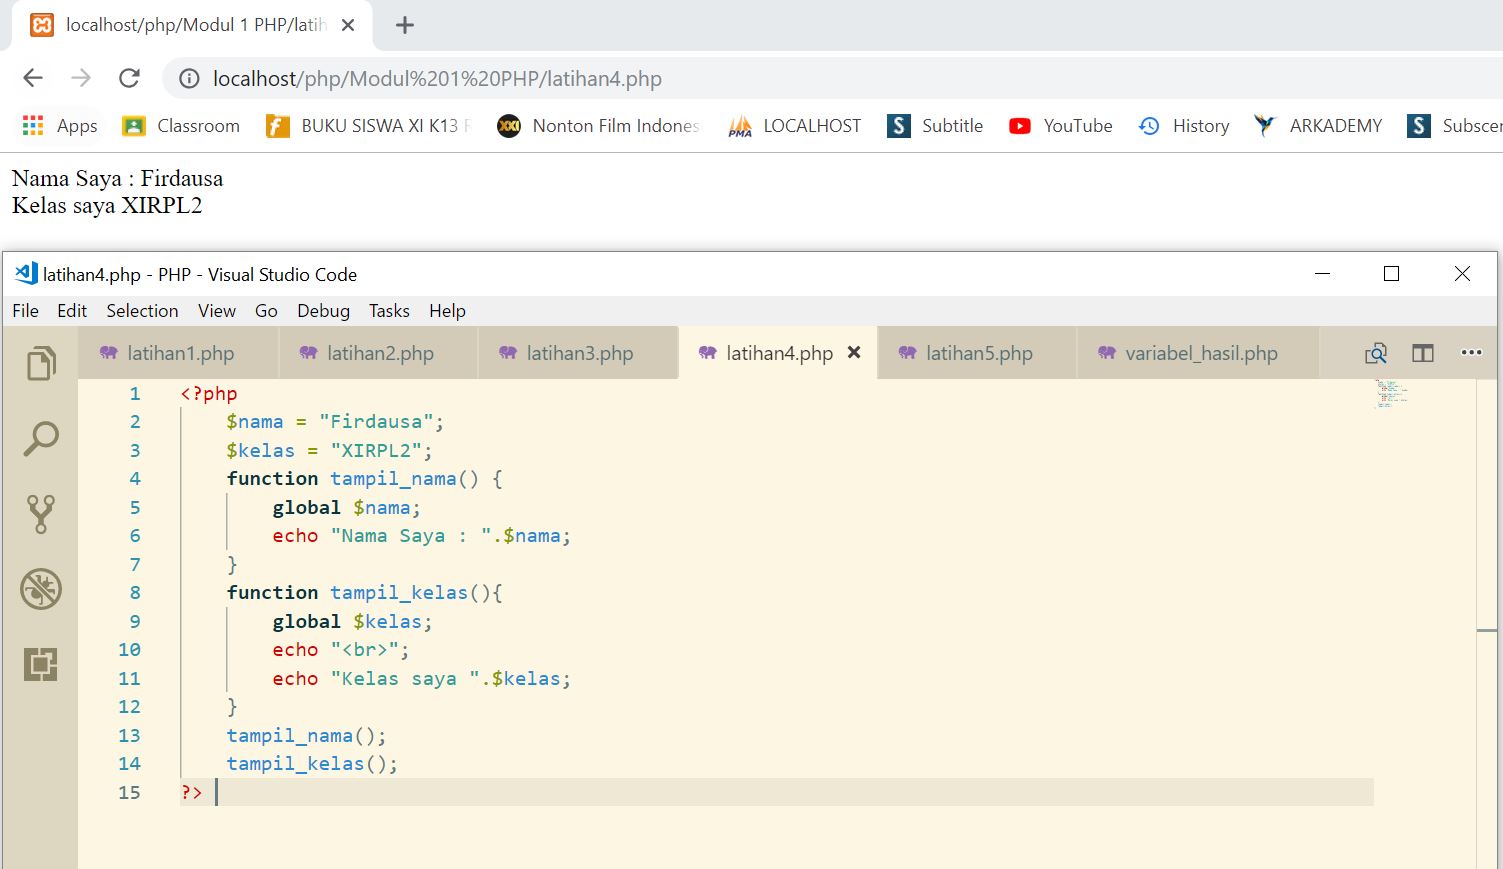 localhost/php/Modul 1 PHP/latih
localhost/php/Modul%201%20PHP/latihan4.php
Apps Classroom BUKU SISWA XI K13 Nonton Film Indones PMA LOCALHOST S Subtitle YouTube History ARKADEMY S Subscen
Nama Saya : Firdausa
Kelas saya XIRPL2
latihan4.php - PHP - Visual Studio Code
File Edit Selection View Go Debug Tasks Help
latihan1.php latihan2.php latihan3.php latihan4.php latihan5.php variabel_hasil.php
1 <?php
2 $nama = "Firdausa";
3 $kelas = "XIRPL2";
4 function tampil_nama() {
5 global $nama;
6 echo "Nama Saya : ".$nama;
7 }
8 function tampil_kelas(){
9 global $kelas;
10 echo "<br>";
11 echo "Kelas saya ".$kelas;
12 }
13 tampil_nama();
14 tampil_kelas();
15 ?>